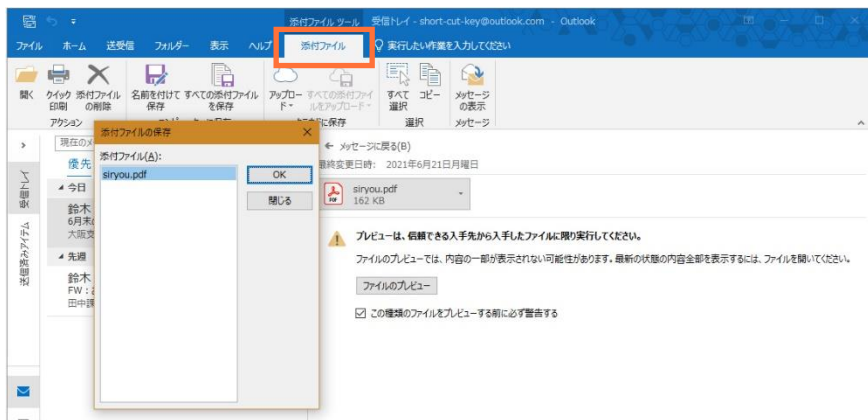 添付ファイル ツール 受信トレイ - short-cut-key@outlook.com - Outlook
ファイル ホーム 送受信 フォルダー 表示 ヘルプ 添付ファイル 実行したい作業を入力してください
開く クイック印刷 添付ファイルの削除 名前を付けて保存 すべての添付ファイルを保存 アップロード すべての添付ファイルをアップロード すべて選択 コピー メッセージの表示
アクション に保存 選択 メッセージ
添付ファイルの保存
添付ファイル(A):
siryou.pdf
OK
閉じる
現在の
優先
今日
鈴木
6月末
大阪支
先週
鈴木
FW :
田中課
受信トレイ
送信済みアイテム
← メッセージに戻る(B)
最終変更日時: 2021年6月21日月曜日
siryou.pdf
162 KB
プレビューは、信頼できる入手先から入手したファイルに限り実行してください。
ファイルのプレビューでは、内容の一部が表示されない可能性があります。最新の状態の内容全部を表示するには、ファイルを開いてください。
ファイルのプレビュー
この種類のファイルをプレビューする前に必ず警告する